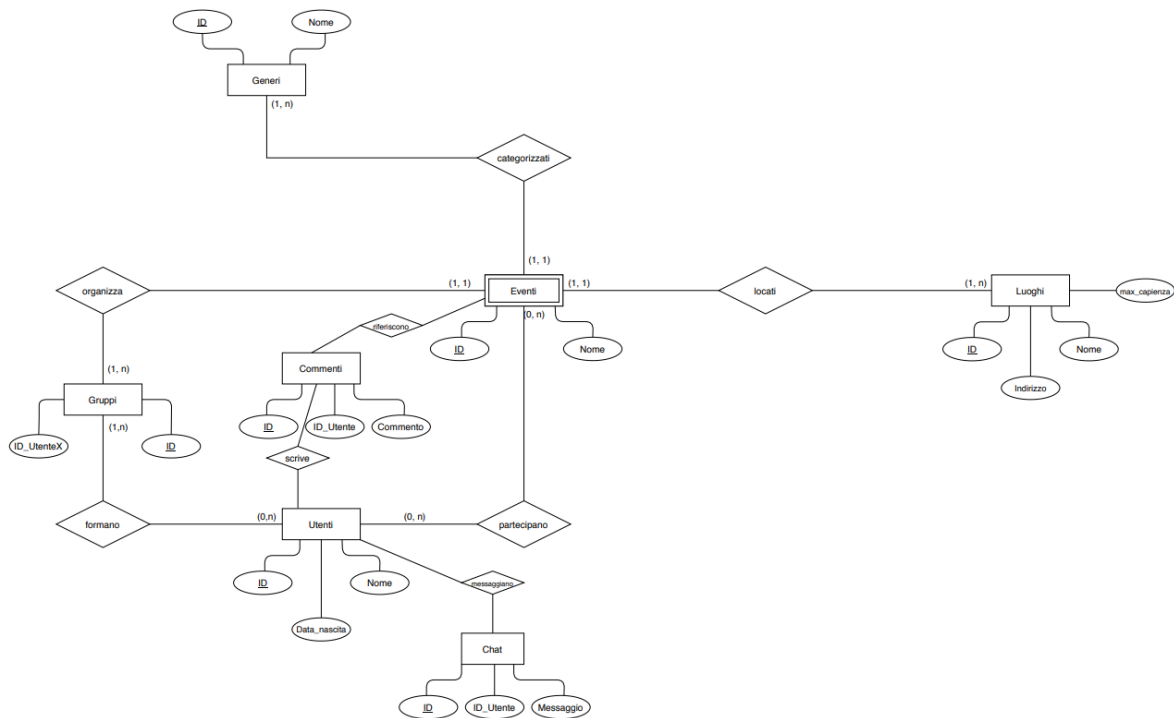 ID
Nome
Generi
(1, n)
categorizzati
(1, 1)
organizza
(1, 1)
Eventi
(1, 1)
locati
(1, n)
Luoghi
max_capienza
(0, n)
riferiscono
ID
Nome
ID
Nome
Indirizzo
Commenti
(1, n)
Gruppi
(1,n)
ID_UtenteX
ID
ID
ID_Utente
Commento
scrive
formano
(0,n)
Utenti
(0, n)
partecipano
ID
Nome
messaggiano
Data_nascita
Chat
ID
ID_Utente
Messaggio